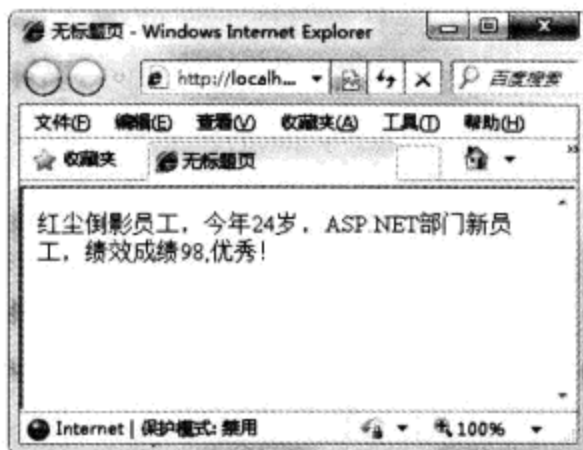 无标题页 - Windows Internet Explorer
http://localh... 百度搜索
文件(F) 编辑(E) 查看(V) 收藏夹(A) 工具(T) 帮助(H)
收藏夹 无标题页
红尘倒影员工，今年24岁，ASP.NET部门新员
工，绩效成绩98,优秀！
Internet | 保护模式: 禁用 100%